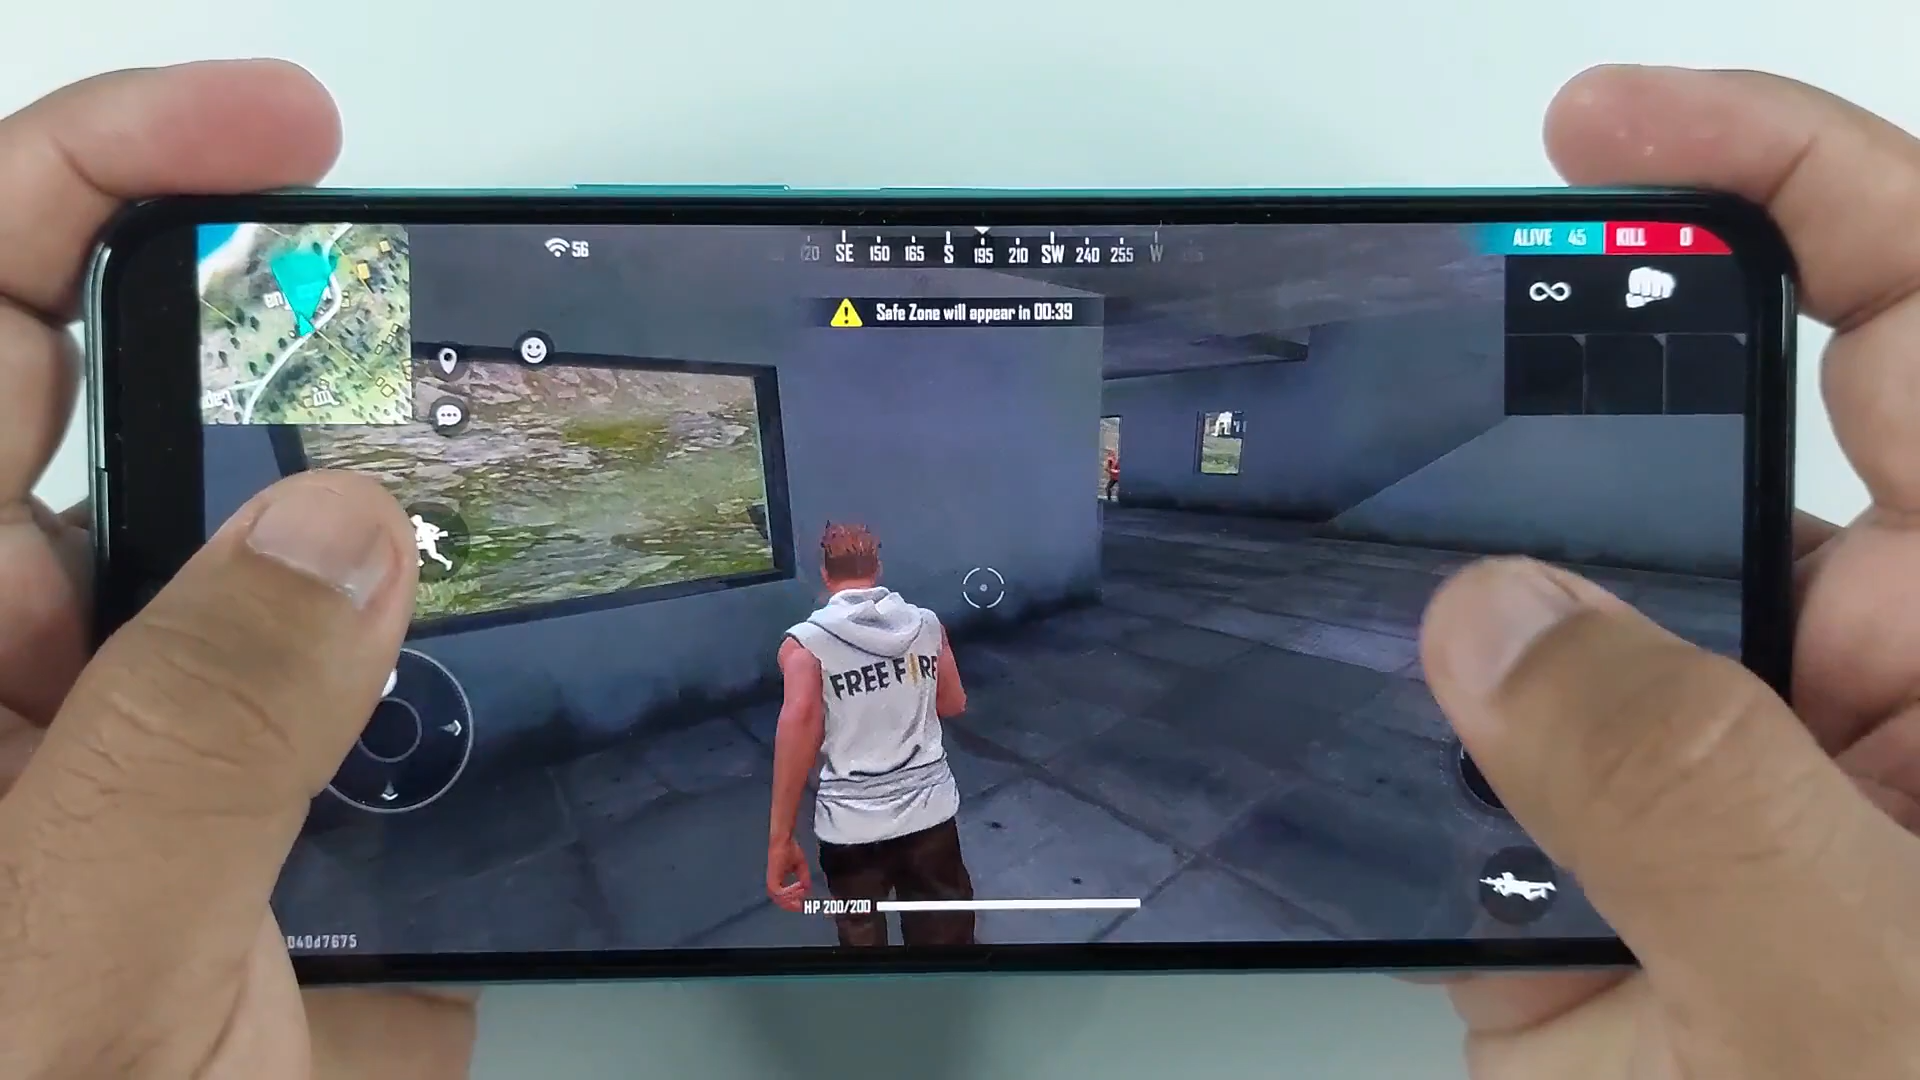 56
SE 150 165 S 195 210 SW 240 255 W
ALIVE 45 KILL 0
Safe Zone will appear in 00:39
FREE FIRE
HP 200/200
040d7675